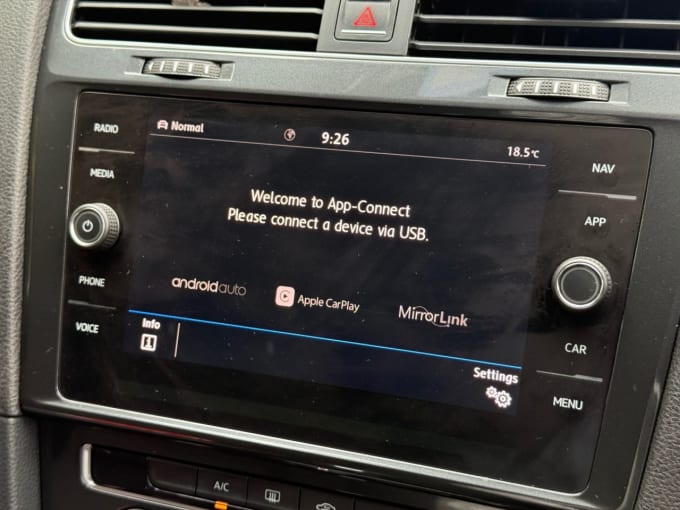 RADIO
MEDIA
PHONE
VOICE
Normal
9:26
18.5°C
Welcome to App-Connect
Please connect a device via USB.
androidauto
Apple CarPlay
MirrorLink
Info
Settings
NAV
APP
CAR
MENU
A/C